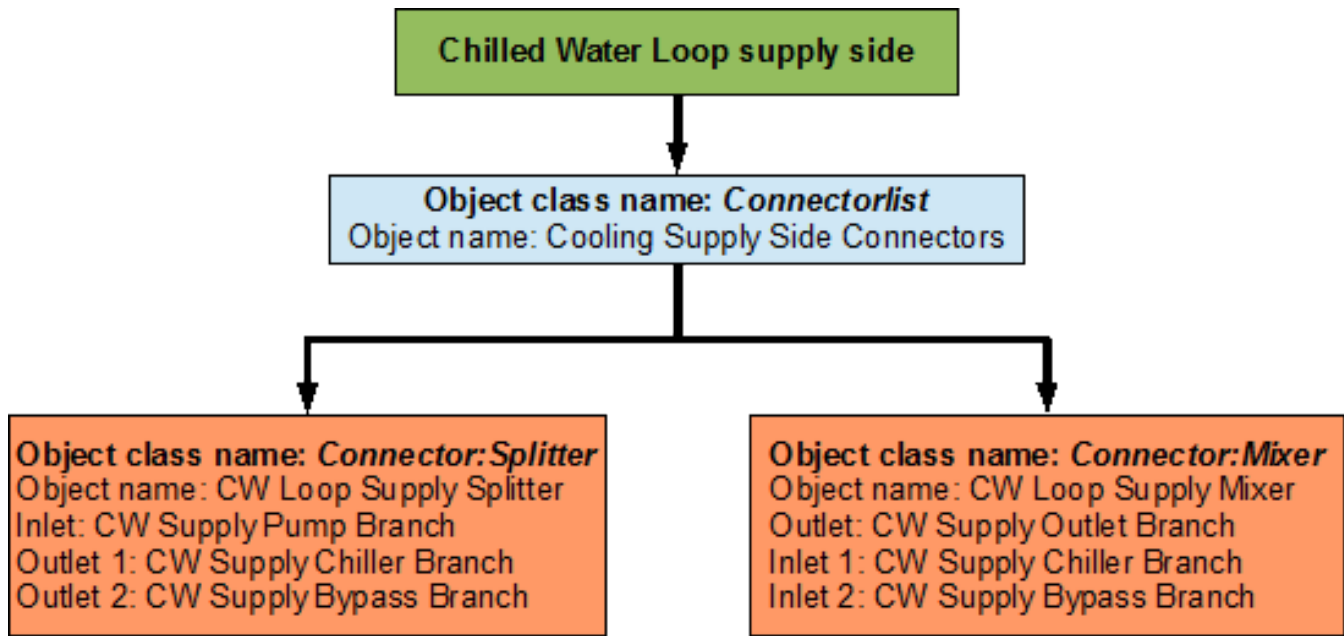 Chilled Water Loop supply side
Object class name: Connectorlist
Object name: Cooling Supply Side Connectors
Object class name: Connector:Splitter
Object name: CW Loop Supply Splitter
Inlet: CW Supply Pump Branch
Outlet 1: CW Supply Chiller Branch
Outlet 2: CW Supply Bypass Branch
Object class name: Connector:Mixer
Object name: CW Loop Supply Mixer
Outlet: CW Supply Outlet Branch
Inlet 1: CW Supply Chiller Branch
Inlet 2: CW Supply Bypass Branch